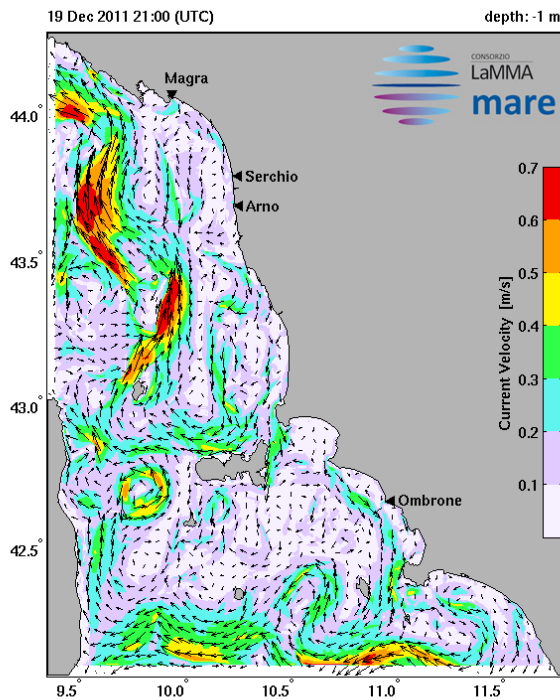 19 Dec 2011 21:00 (UTC)
depth: -1 m
CONSORZIO
LaMMA
mare
Magra
Serchio
Arno
Ombrone
44.0°
43.5°
43.0°
42.5°
9.5°
10.0°
10.5°
11.0°
11.5°
Current Velocity [m/s]
0.7
0.6
0.5
0.4
0.3
0.2
0.1